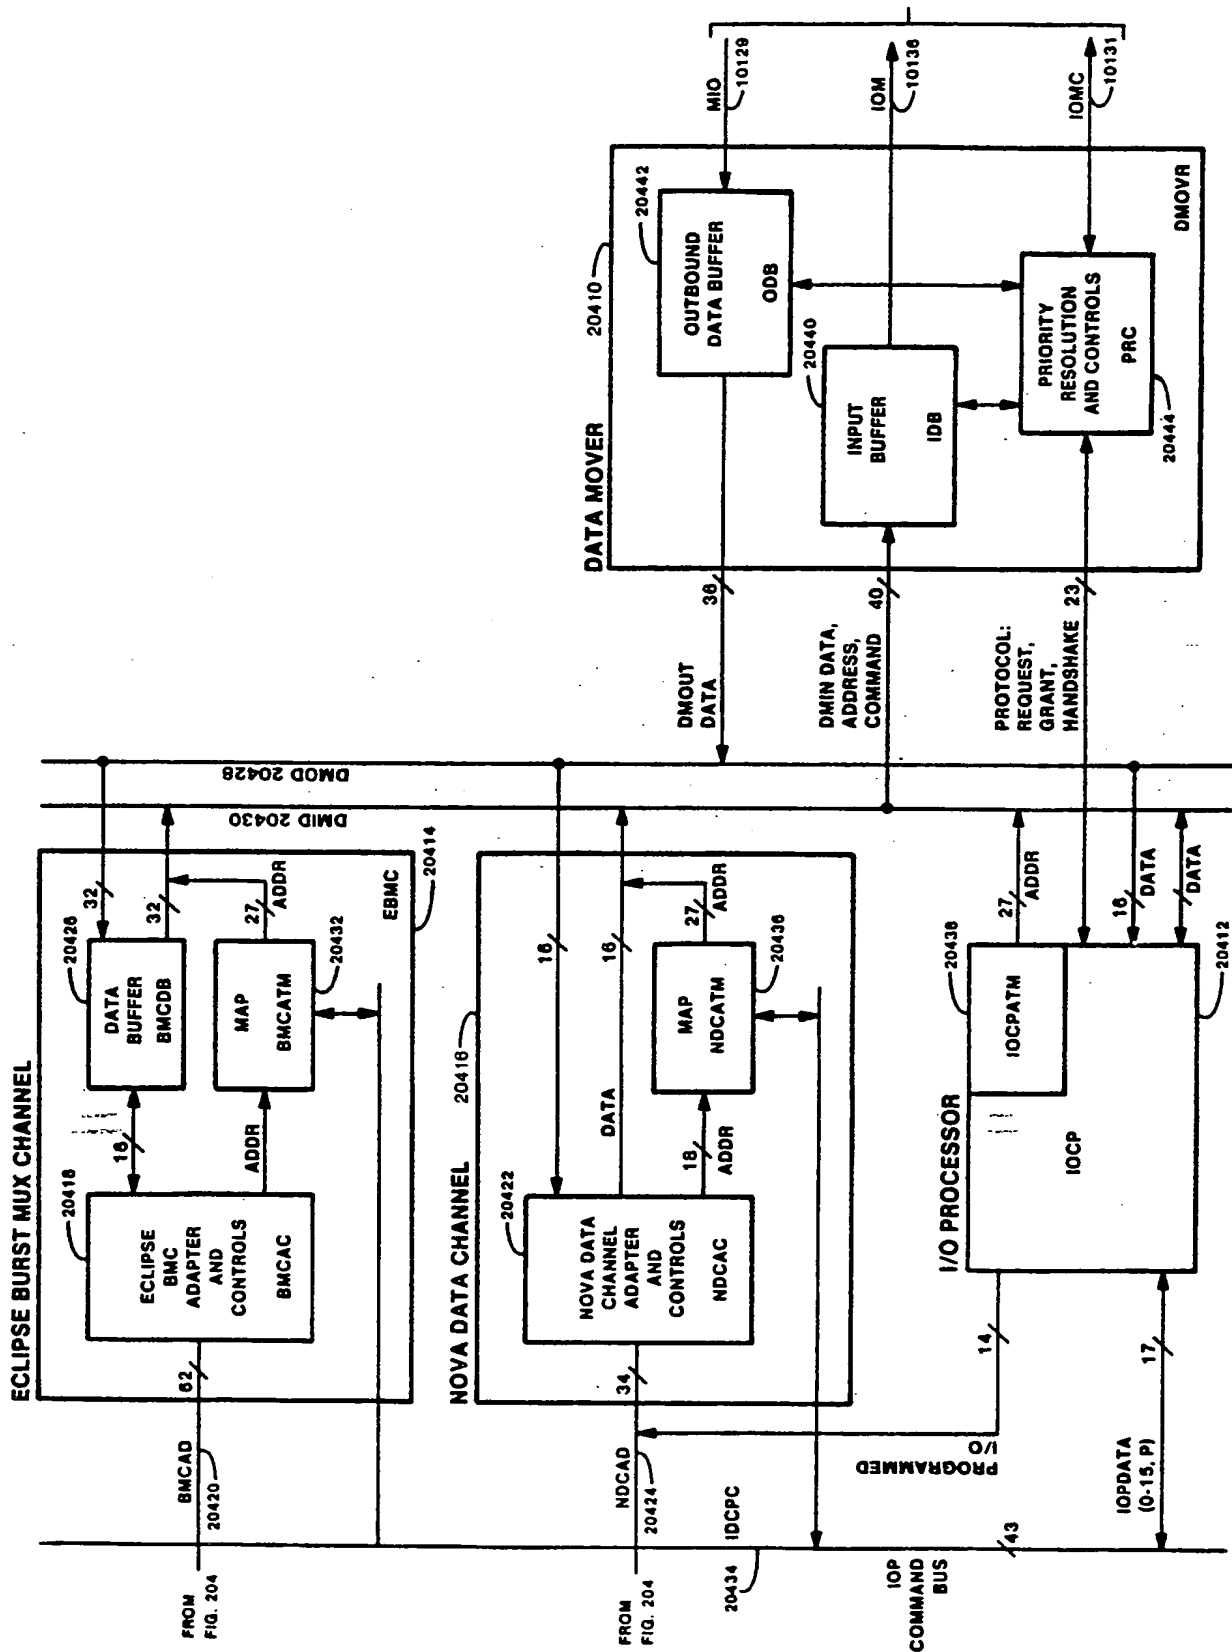 ECLIPSE BURST MUX CHANNEL
20418
ECLIPSE
BMC
ADAPTER
AND
CONTROLS
BMCAC
62
BMCAD
20420
FROM
FIG. 204
16
ADDR
20426
DATA
BUFFER
BMCDB
MAP
BMCATM
20432
32
32
27
ADDR
EBMC
20414
DMID 20430
DMOD 20428
NOVA DATA CHANNEL
20416
20422
NOVA DATA
CHANNEL
ADAPTER
AND
CONTROLS
NDCAC
34
NDCAD
20424
FROM
FIG. 204
16
DATA
16
18
ADDR
MAP
NDCATM
20436
27
ADDR
IDCPC
20434
PROGRAMMED
I/O
IOP
COMMAND
BUS
43
I/O PROCESSOR
IOCP
IOCPATM
20438
20412
14
17
IOPDATA
(0-15, P)
27
ADDR
16
DATA
DATA
DMOUT
DATA
36
DMIN DATA,
ADDRESS,
COMMAND
40
PROTOCOL:
REQUEST,
GRANT,
HANDSHAKE
23
DATA MOVER
20410
OUTBOUND
DATA BUFFER
ODB
20442
INPUT
BUFFER
IDB
20440
PRIORITY
RESOLUTION
AND CONTROLS
PRC
20444
DMOVR
MIO
10129
IOM
10136
IOMC
10131